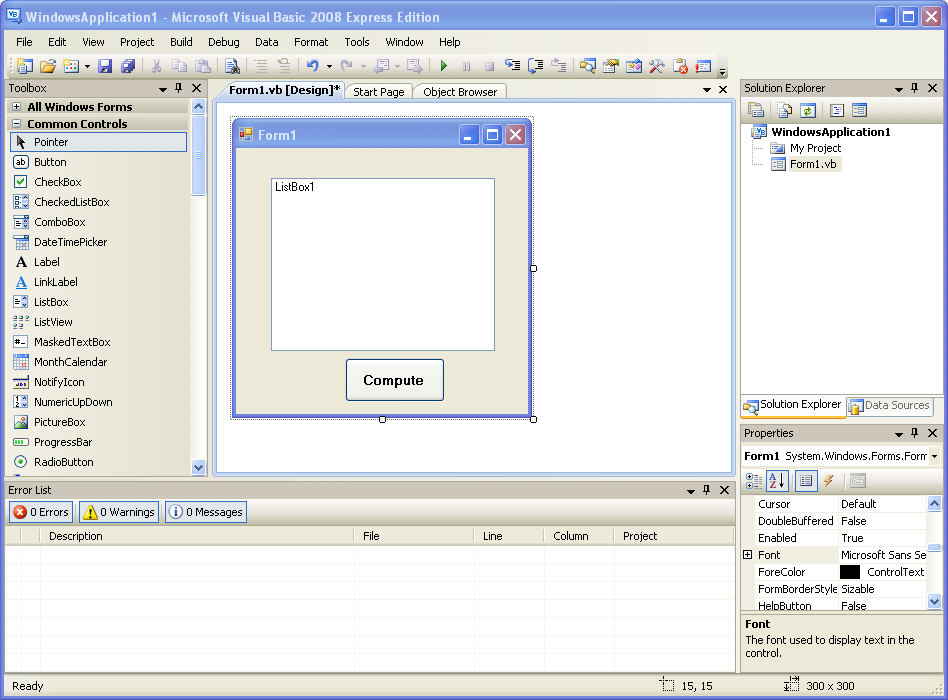 WindowsApplication1 - Microsoft Visual Basic 2008 Express Edition
File Edit View Project Build Debug Data Format Tools Window Help
Toolbox
All Windows Forms
Common Controls
Pointer
Button
CheckBox
CheckedListBox
ComboBox
DateTimePicker
Label
LinkLabel
ListBox
ListView
MaskedTextBox
MonthCalendar
NotifyIcon
NumericUpDown
PictureBox
ProgressBar
RadioButton
Form1.vb [Design]* Start Page Object Browser
Form1
ListBox1
Compute
Solution Explorer
WindowsApplication1
My Project
Form1.vb
Solution Explorer Data Sources
Properties
Form1 System.Windows.Forms.Form
Cursor Default
DoubleBuffered False
Enabled True
Font Microsoft Sans Se
ForeColor ControlText
FormBorderStyle Sizable
HelpButton False
Font
The font used to display text in the
control.
Error List
0 Errors 0 Warnings 0 Messages
Description File Line Column Project
Ready 15, 15 300 x 300